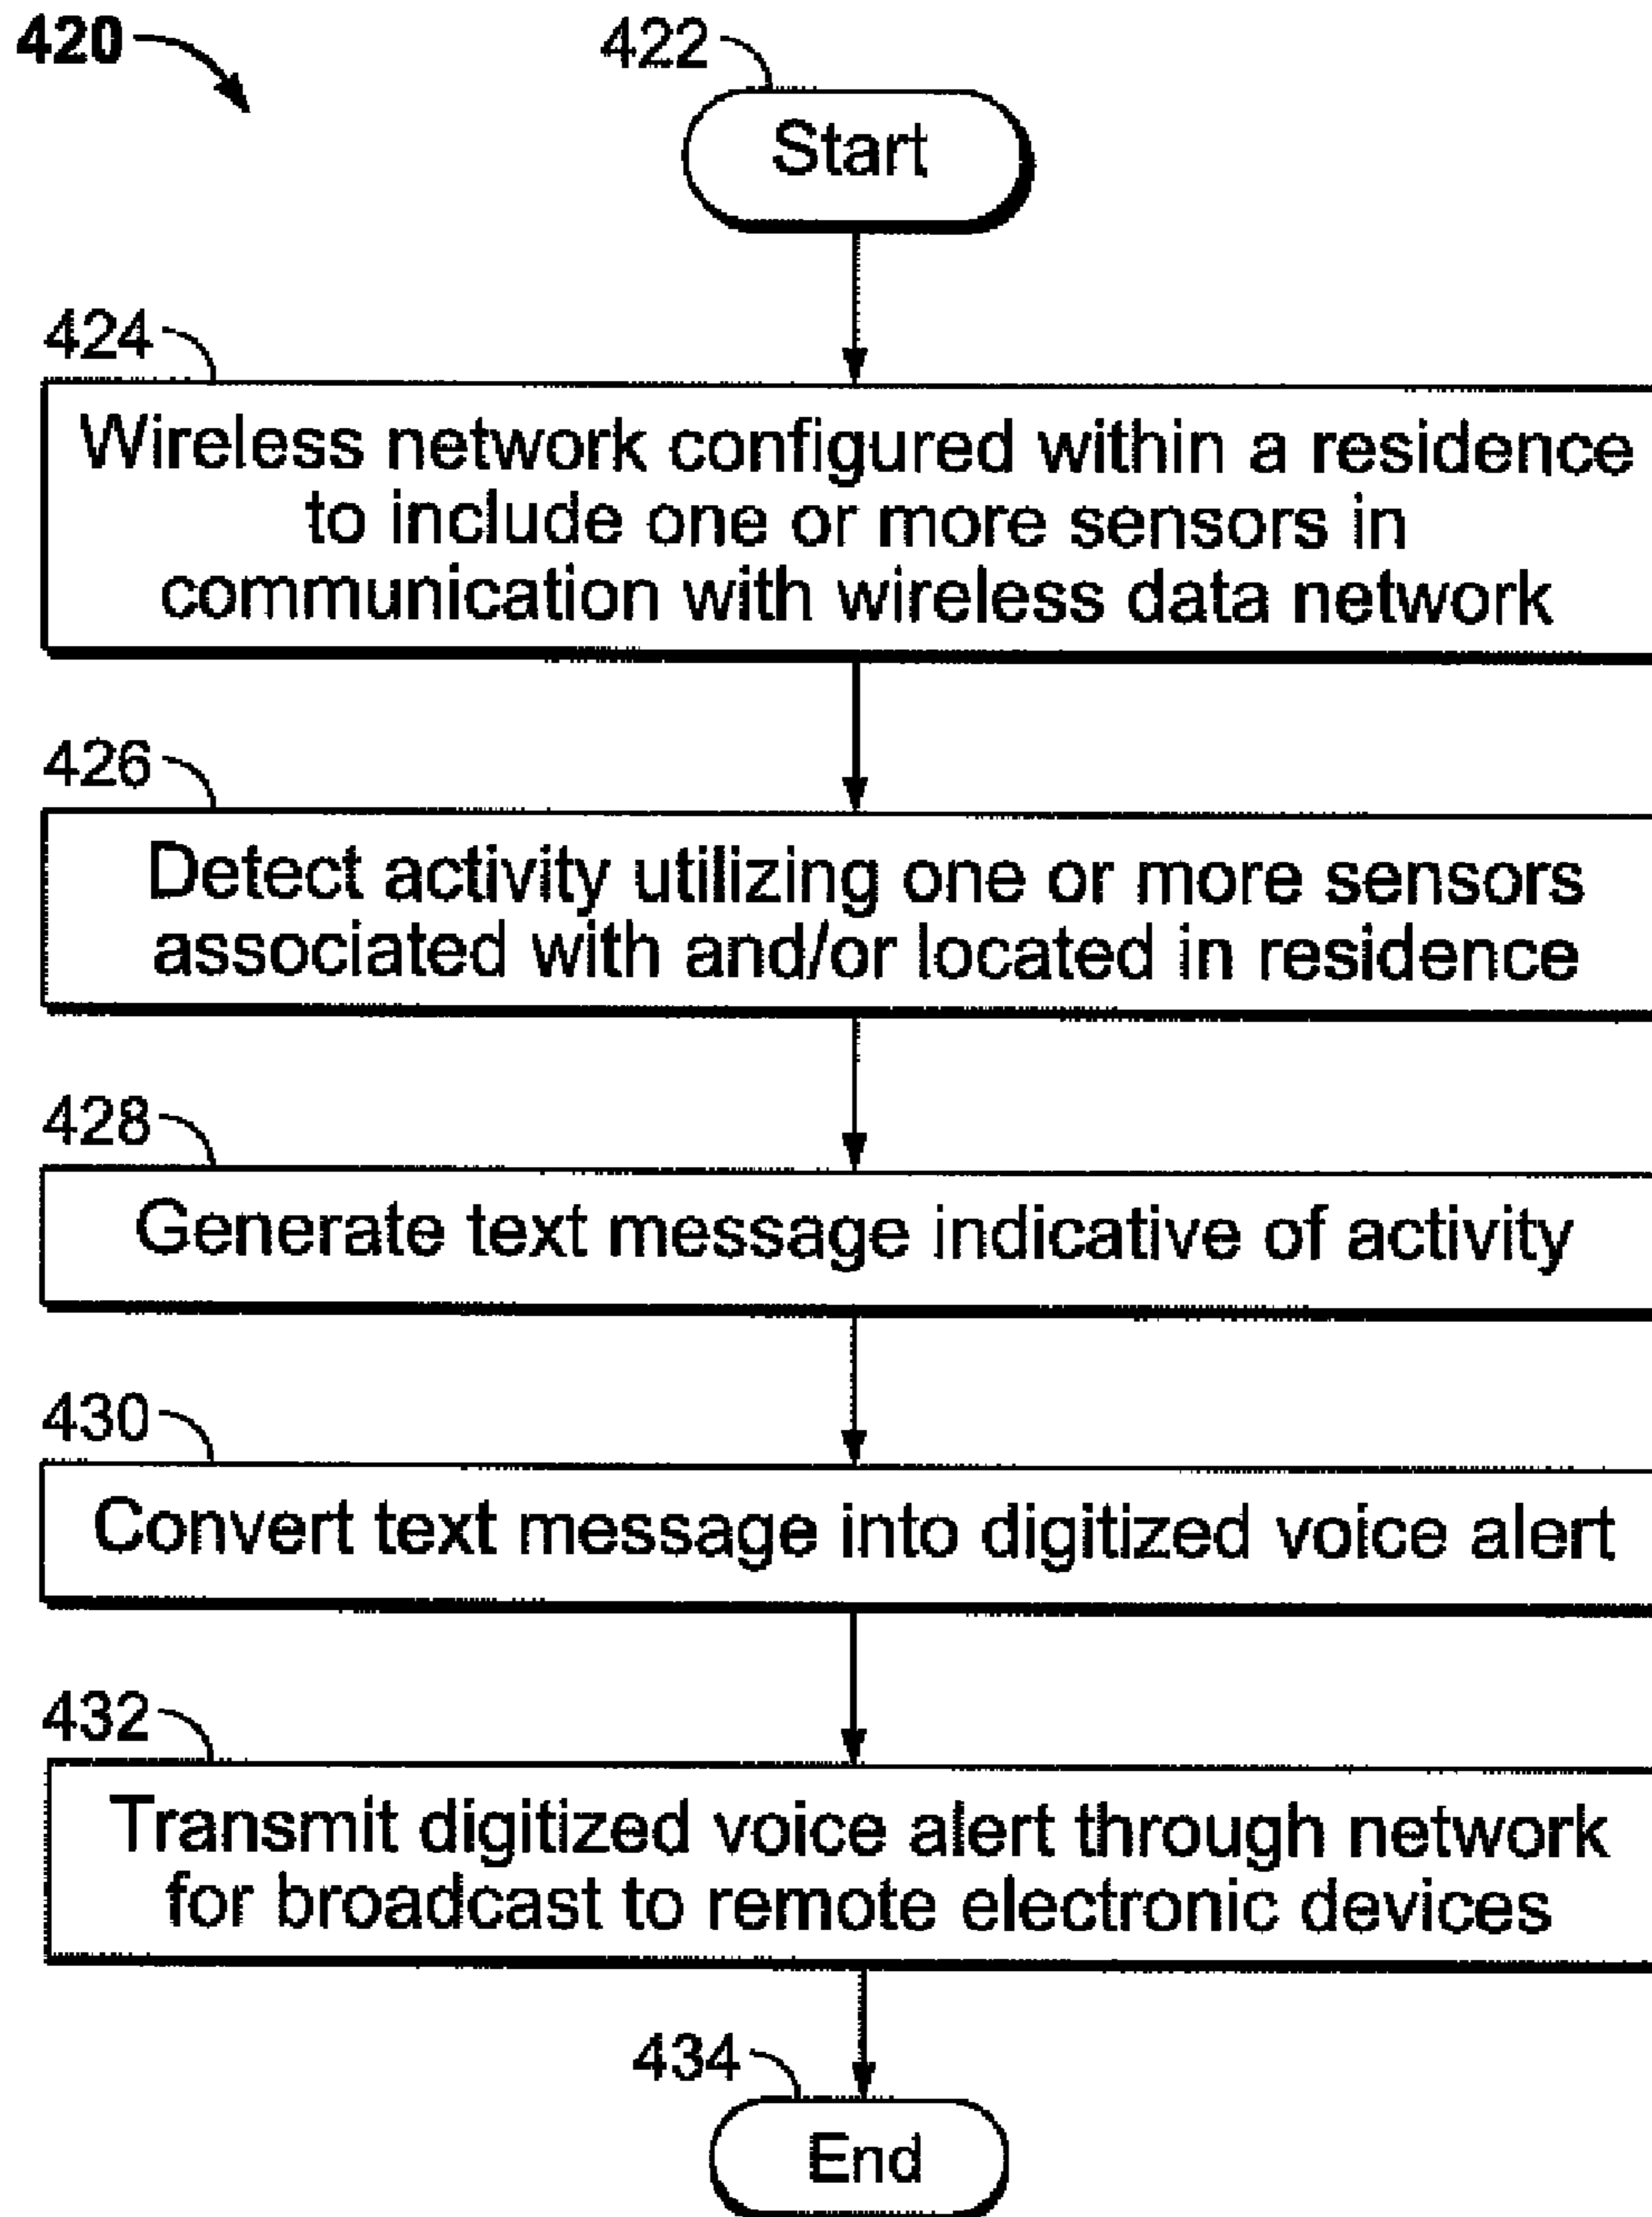 420
422
Start
424
Wireless network configured within a residence
to include one or more sensors in
communication with wireless data network
426
Detect activity utilizing one or more sensors
associated with and/or located in residence
428
Generate text message indicative of activity
430
Convert text message into digitized voice alert
432
Transmit digitized voice alert through network
for broadcast to remote electronic devices
434
End